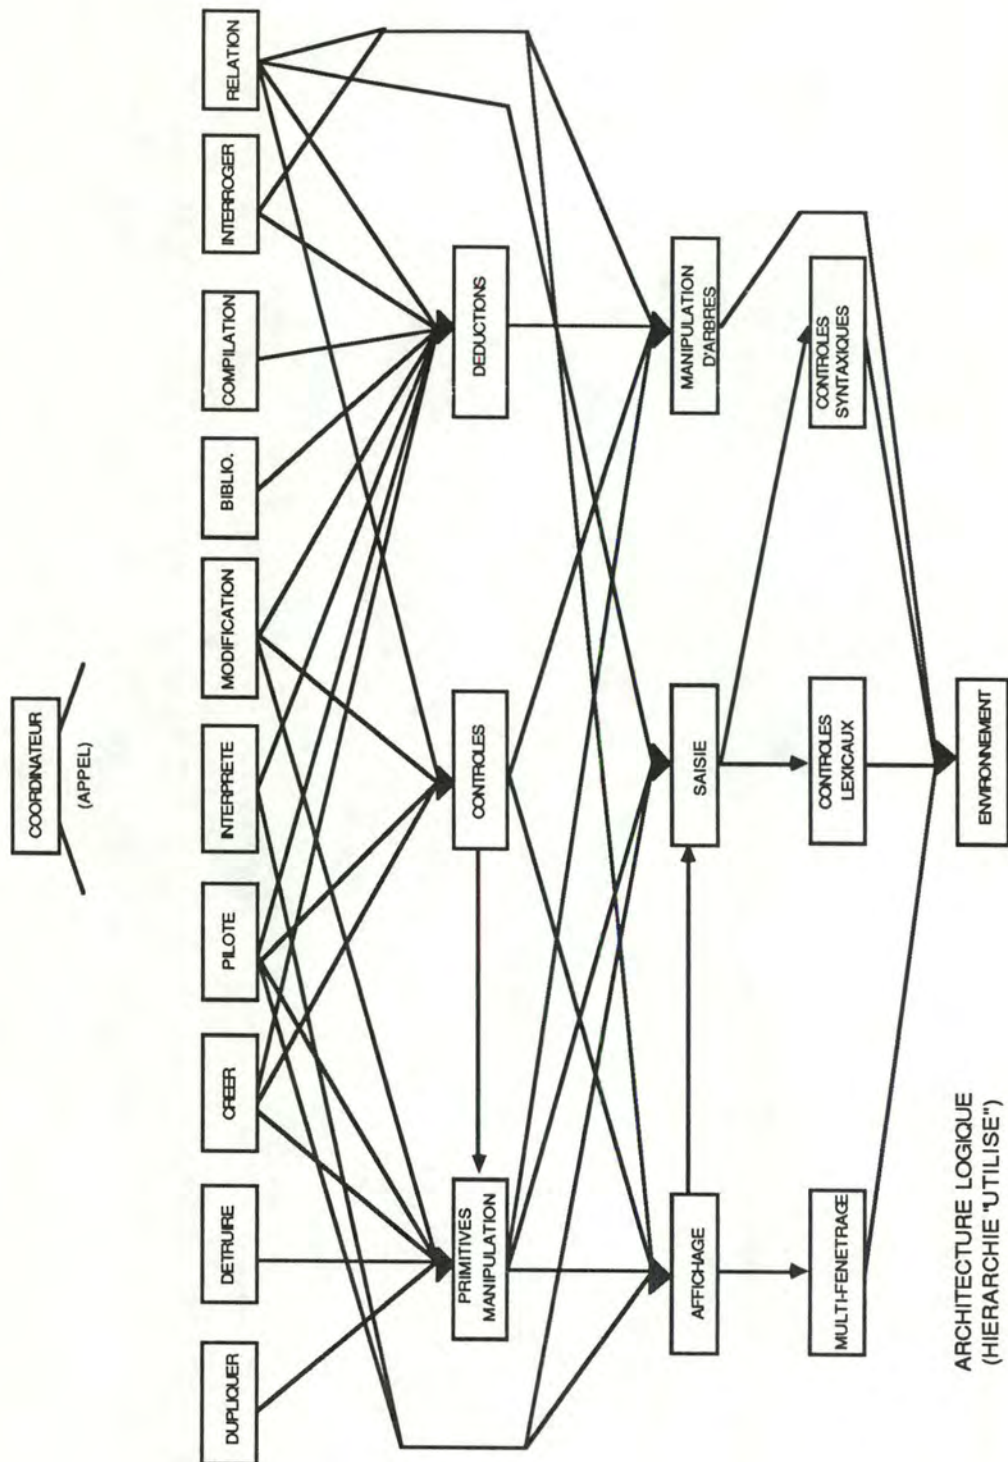 COORDINATEUR
(APPEL)
DUPLIQUER
DETRUIRE
CREER
PILOTE
INTERPRETE
MODIFICATION
BIBLIO.
COMPILATION
INTERROGER
RELATION
PRIMITIVES
MANIPULATION
CONTROLES
DEDUCTIONS
AFFICHAGE
SAISIE
MANIPULATION
D'ARBRES
MULTI-FENETRAGE
CONTROLES
LEXICAUX
CONTROLES
SYNTAXIQUES
ENVIRONNEMENT
ARCHITECTURE LOGIQUE
(HIERARCHIE "UTILISE")